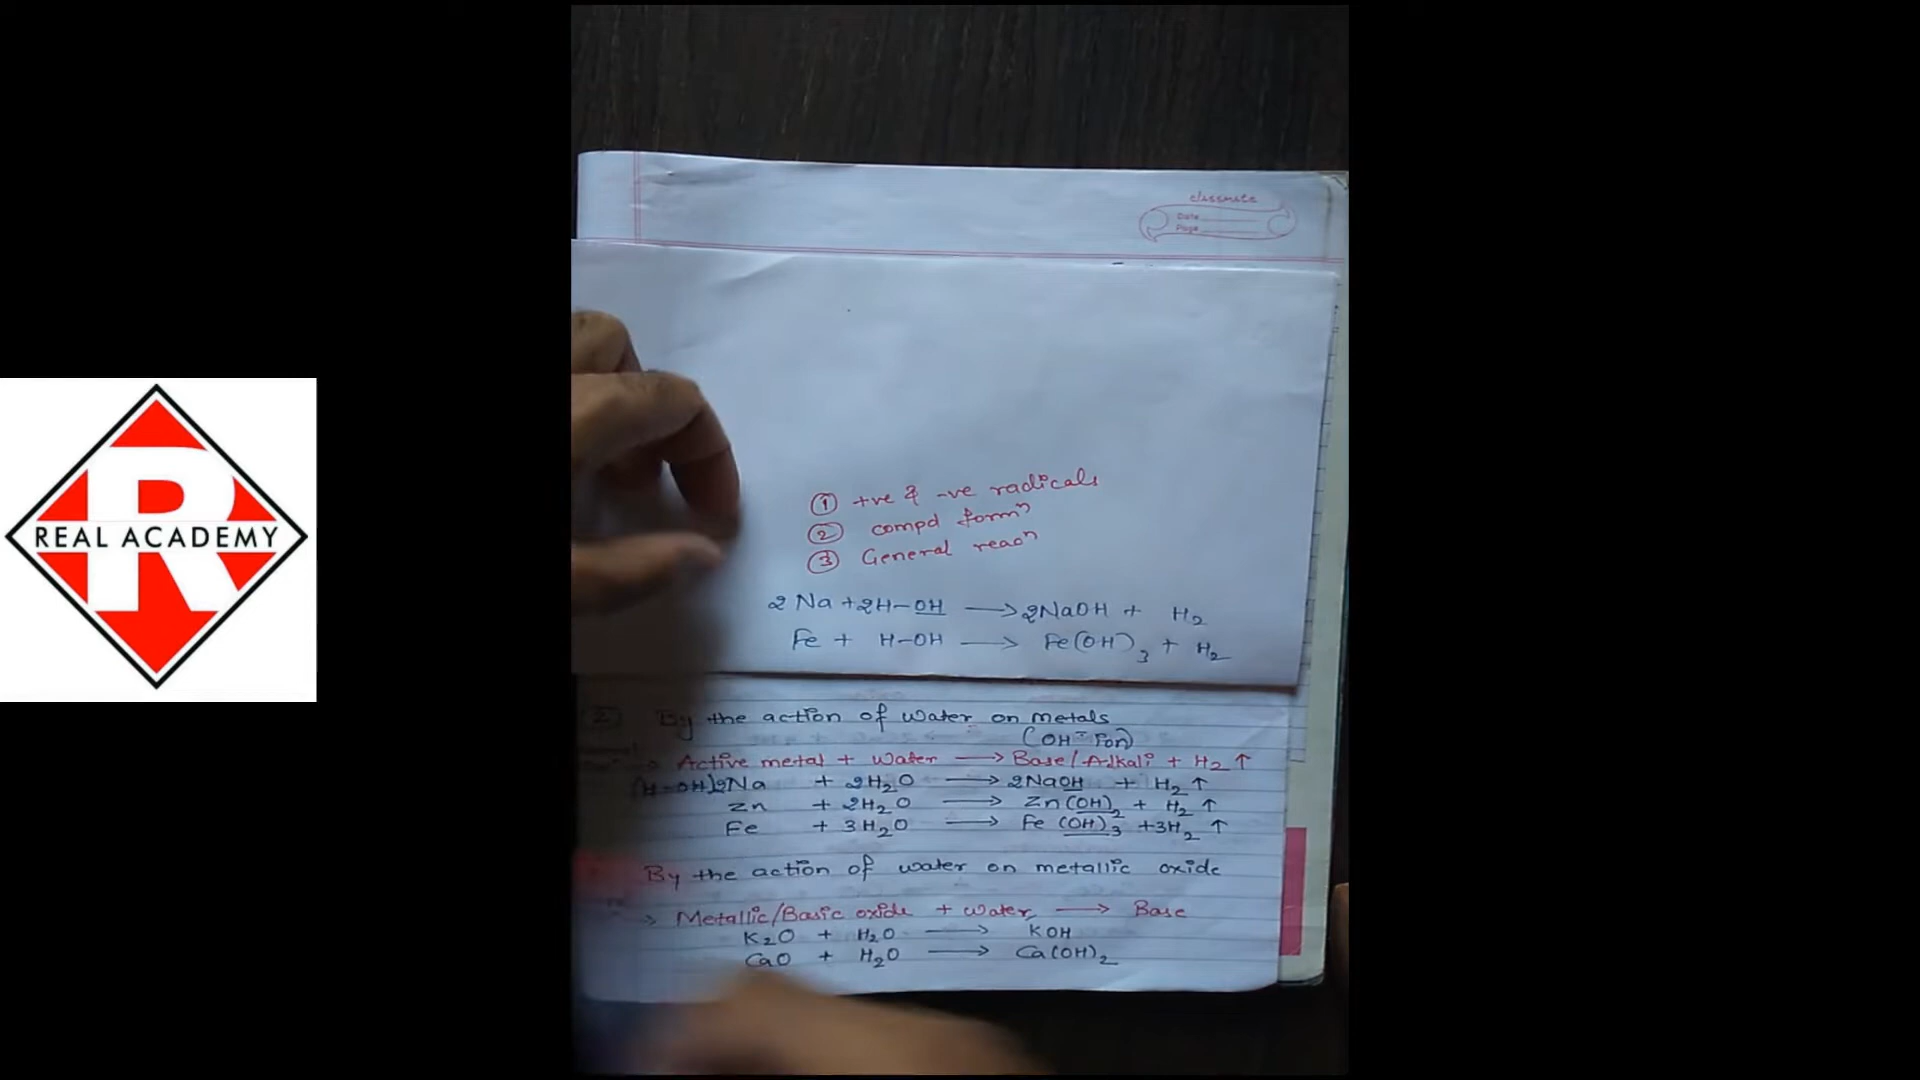 classmate
Date
Page
REAL ACADEMY
① +ve & -ve radicals
② compd formⁿ
③ General reacⁿ
2Na + 2H-OH → 2NaOH + H₂
Fe + H-OH → Fe(OH)₃ + H₂
By the action of water on metals
(OH⁻ ion)
→ Active metal + Water → Base/Alkali + H₂ ↑
(H-OH) 2Na + 2H₂O → 2NaOH + H₂ ↑
Zn + 2H₂O → Zn(OH)₂ + H₂ ↑
Fe + 3H₂O → Fe(OH)₃ + 3H₂ ↑
By the action of water on metallic oxide
→ Metallic/Basic oxide + Water → Base
K₂O + H₂O → KOH
CaO + H₂O → Ca(OH)₂